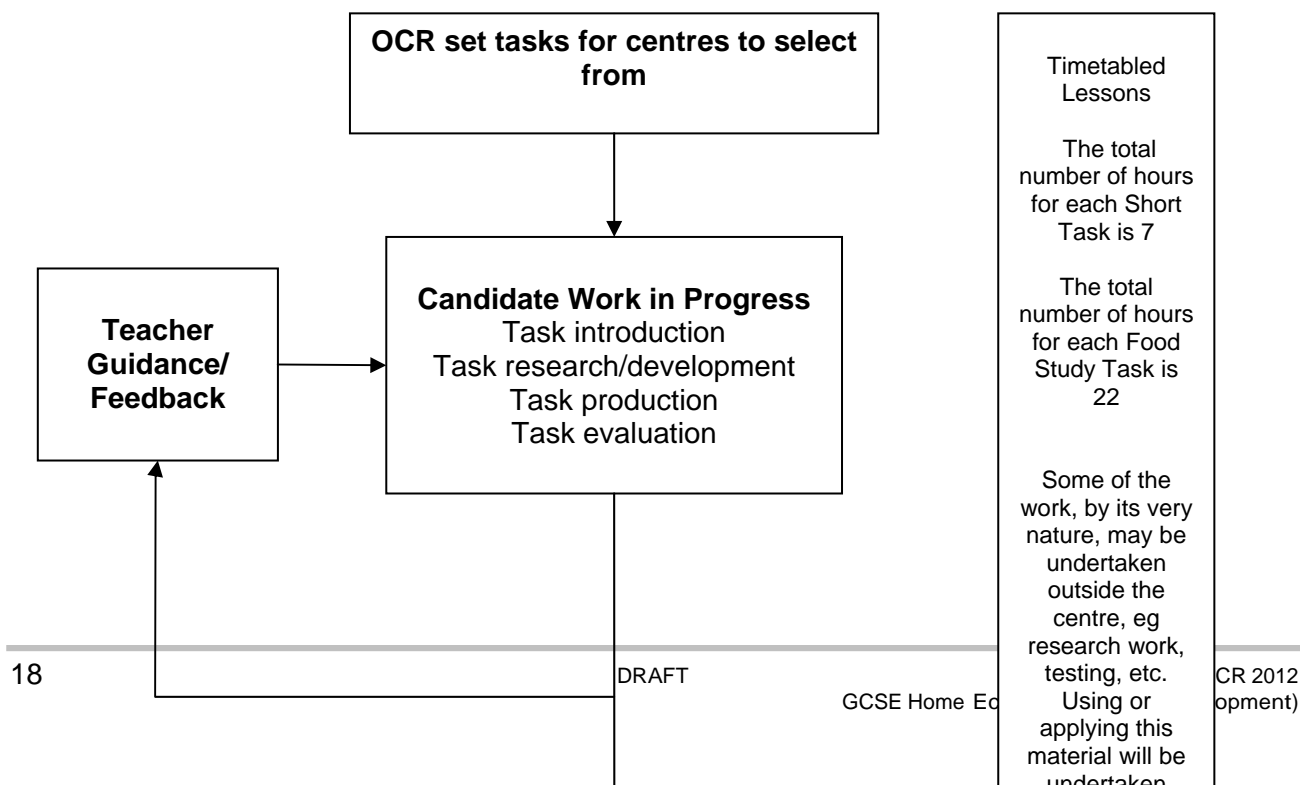 OCR set tasks for centres to select
from
Teacher
Guidance/
Feedback
Candidate Work in Progress
Task introduction
Task research/development
Task production
Task evaluation
Timetabled
Lessons
The total
number of hours
for each Short
Task is 7
The total
number of hours
for each Food
Study Task is
22
Some of the
work, by its very
nature, may be
undertaken
outside the
centre, eg
research work,
testing, etc.
Using or
applying this
material will be
undertaken
18
DRAFT
CR 2012
GCSE Home Ec
opment)